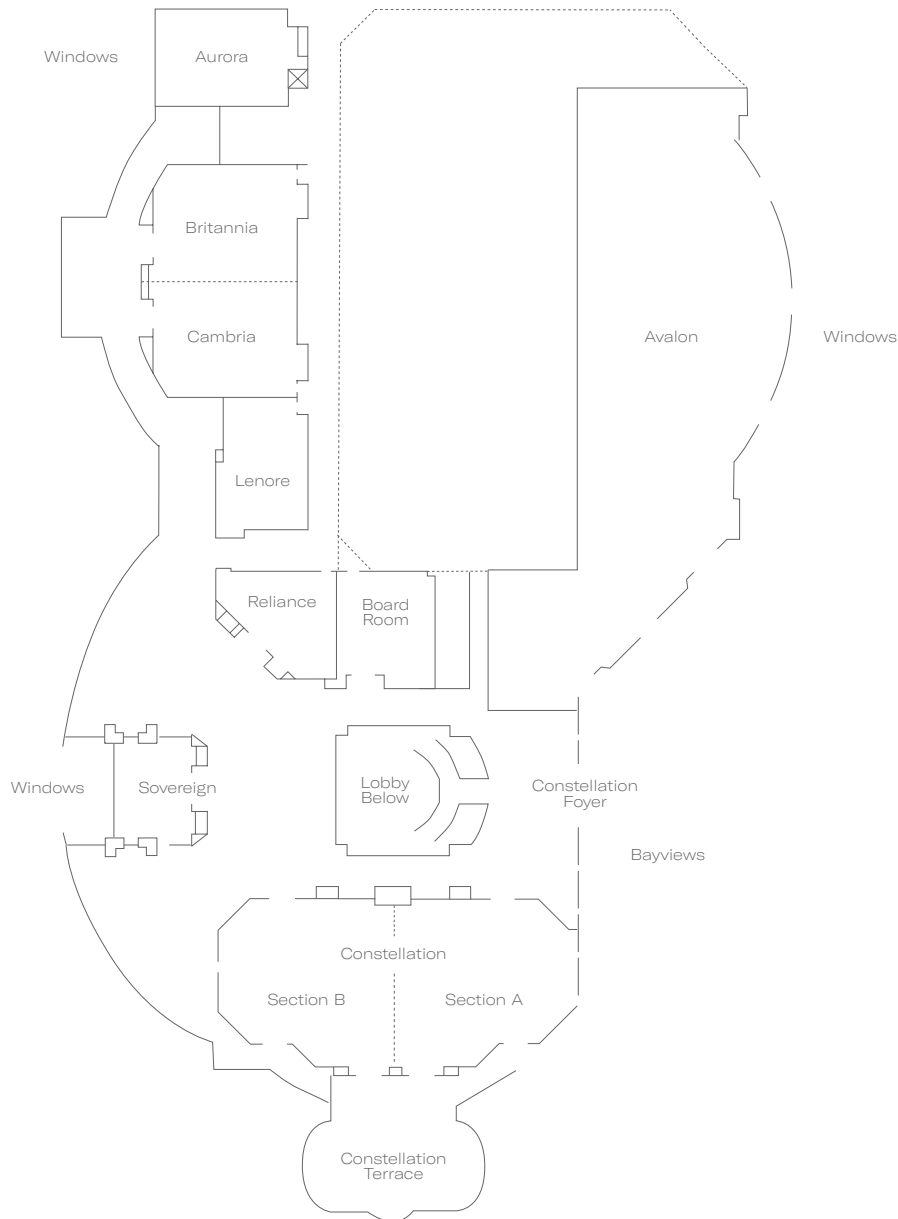 Windows
Aurora
Britannia
Cambria
Avalon
Windows
Lenore
Reliance
Board
Room
Windows
Sovereign
Lobby
Below
Constellation
Foyer
Bayviews
Constellation
Section B
Section A
Constellation
Terrace